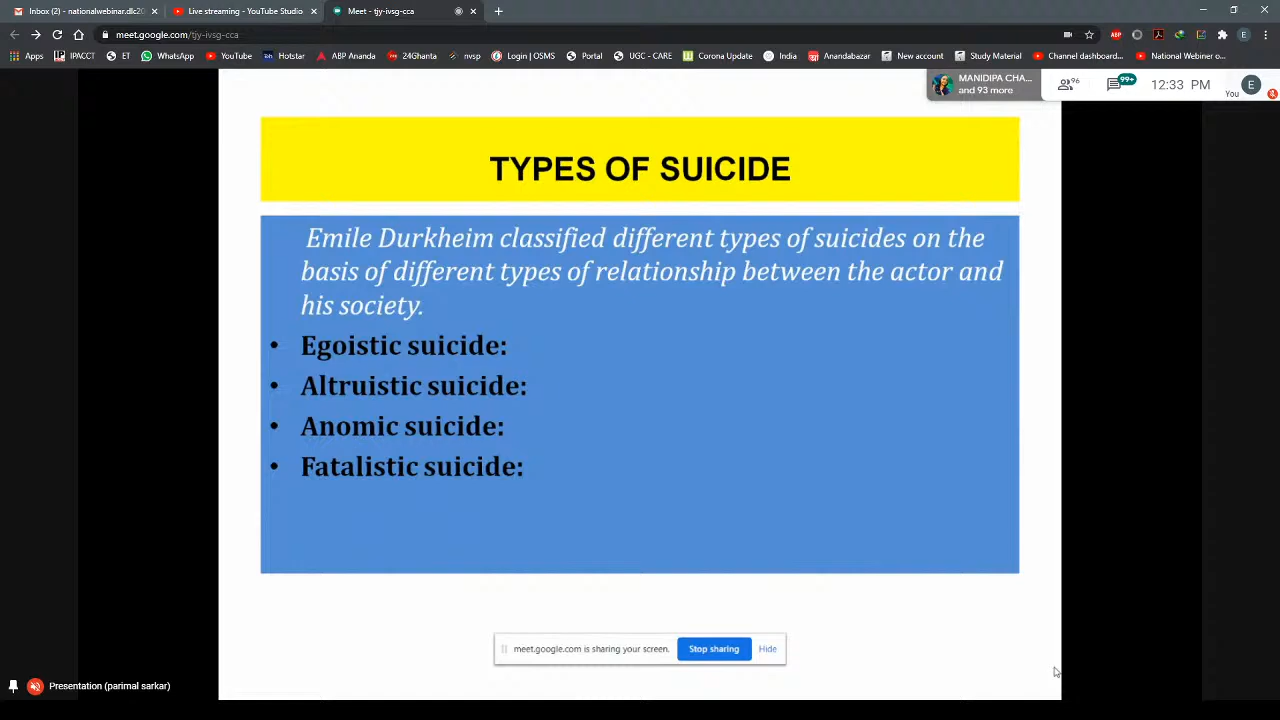 Inbox (2) - nationalwebinar.dlc20
Live streaming - YouTube Studio
Meet - tjy-ivsg-cca
meet.google.com/tjy-ivsg-cca
Apps
IPACCT
ET
WhatsApp
YouTube
Hotstar
ABP Ananda
24Ghanta
nvsp
Login | OSMS
Portal
UGC - CARE
Corona Update
India
Anandabazar
New account
Study Material
Channel dashboard...
National Webiner o...
MANIDIPA CHA...
and 93 more
96
99+
12:33 PM
You
E
TYPES OF SUICIDE
Emile Durkheim classified different types of suicides on the
basis of different types of relationship between the actor and
his society.
• Egoistic suicide:
• Altruistic suicide:
• Anomic suicide:
• Fatalistic suicide:
meet.google.com is sharing your screen.
Stop sharing
Hide
Presentation (parimal sarkar)